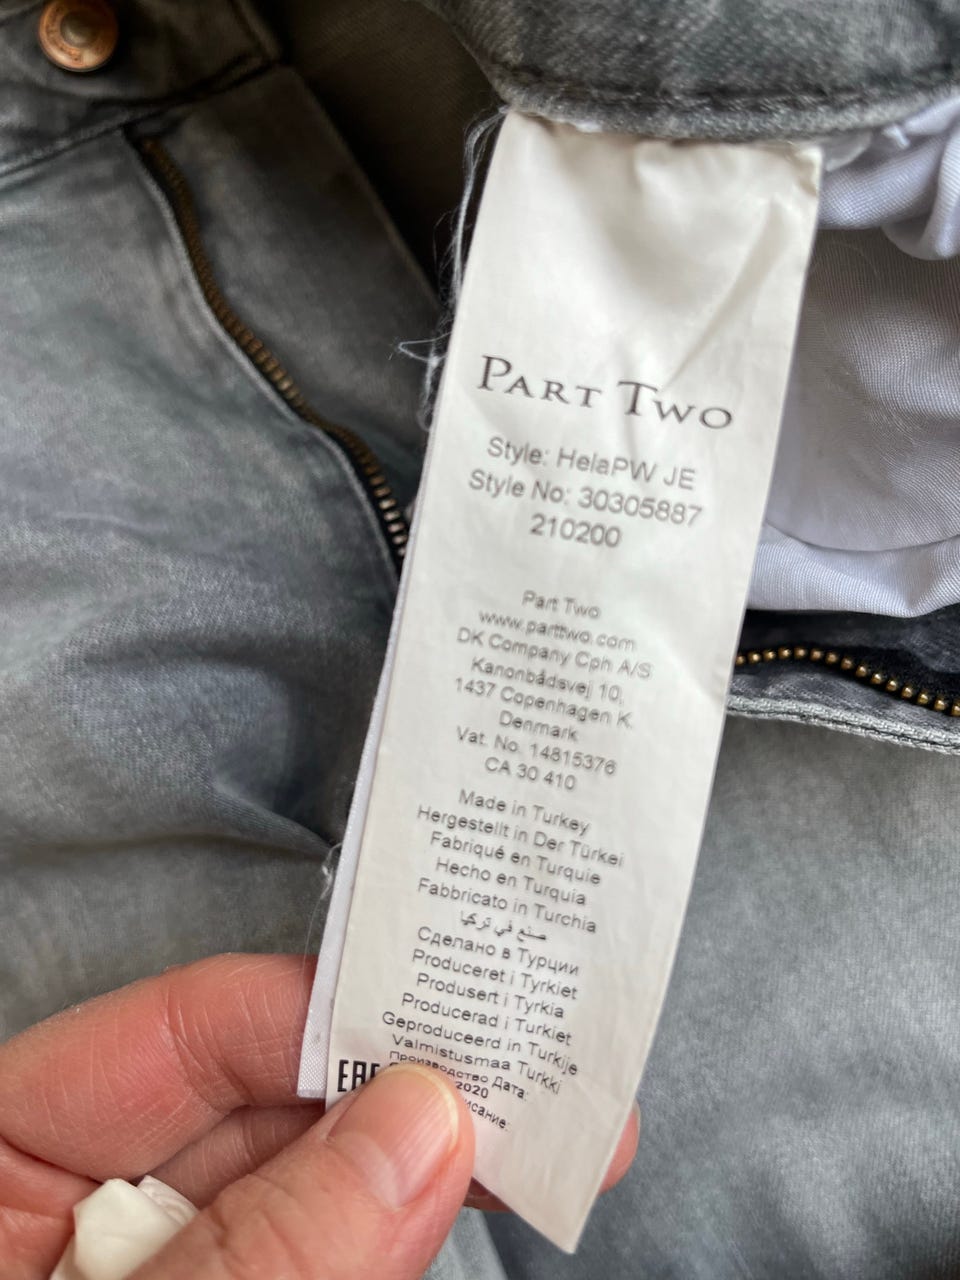 PART TWO
Style: HelaPW JE
Style No: 30305887
210200
Part Two
www.parttwo.com
DK Company Cph A/S
Kanonbådsvej 10,
1437 Copenhagen K.
Denmark
Vat. No. 14815376
CA 30 410
Made in Turkey
Hergestellt in Der Türkei
Fabriqué en Turquie
Hecho en Turquia
Fabbricato in Turchia
صنع في تركيا
Сделано в Турции
Produceret i Tyrkiet
Produsert i Tyrkia
Producerad i Turkiet
Geproduceerd in Turkije
Valmistusmaa Turkki
Производство Дата:
2020